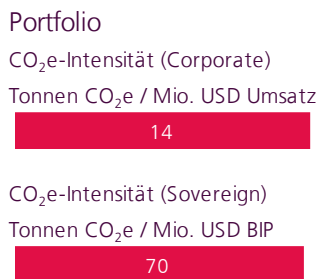 Portfolio
CO₂e-Intensität (Corporate)
Tonnen CO₂e / Mio. USD Umsatz
14
CO₂e-Intensität (Sovereign)
Tonnen CO₂e / Mio. USD BIP
70